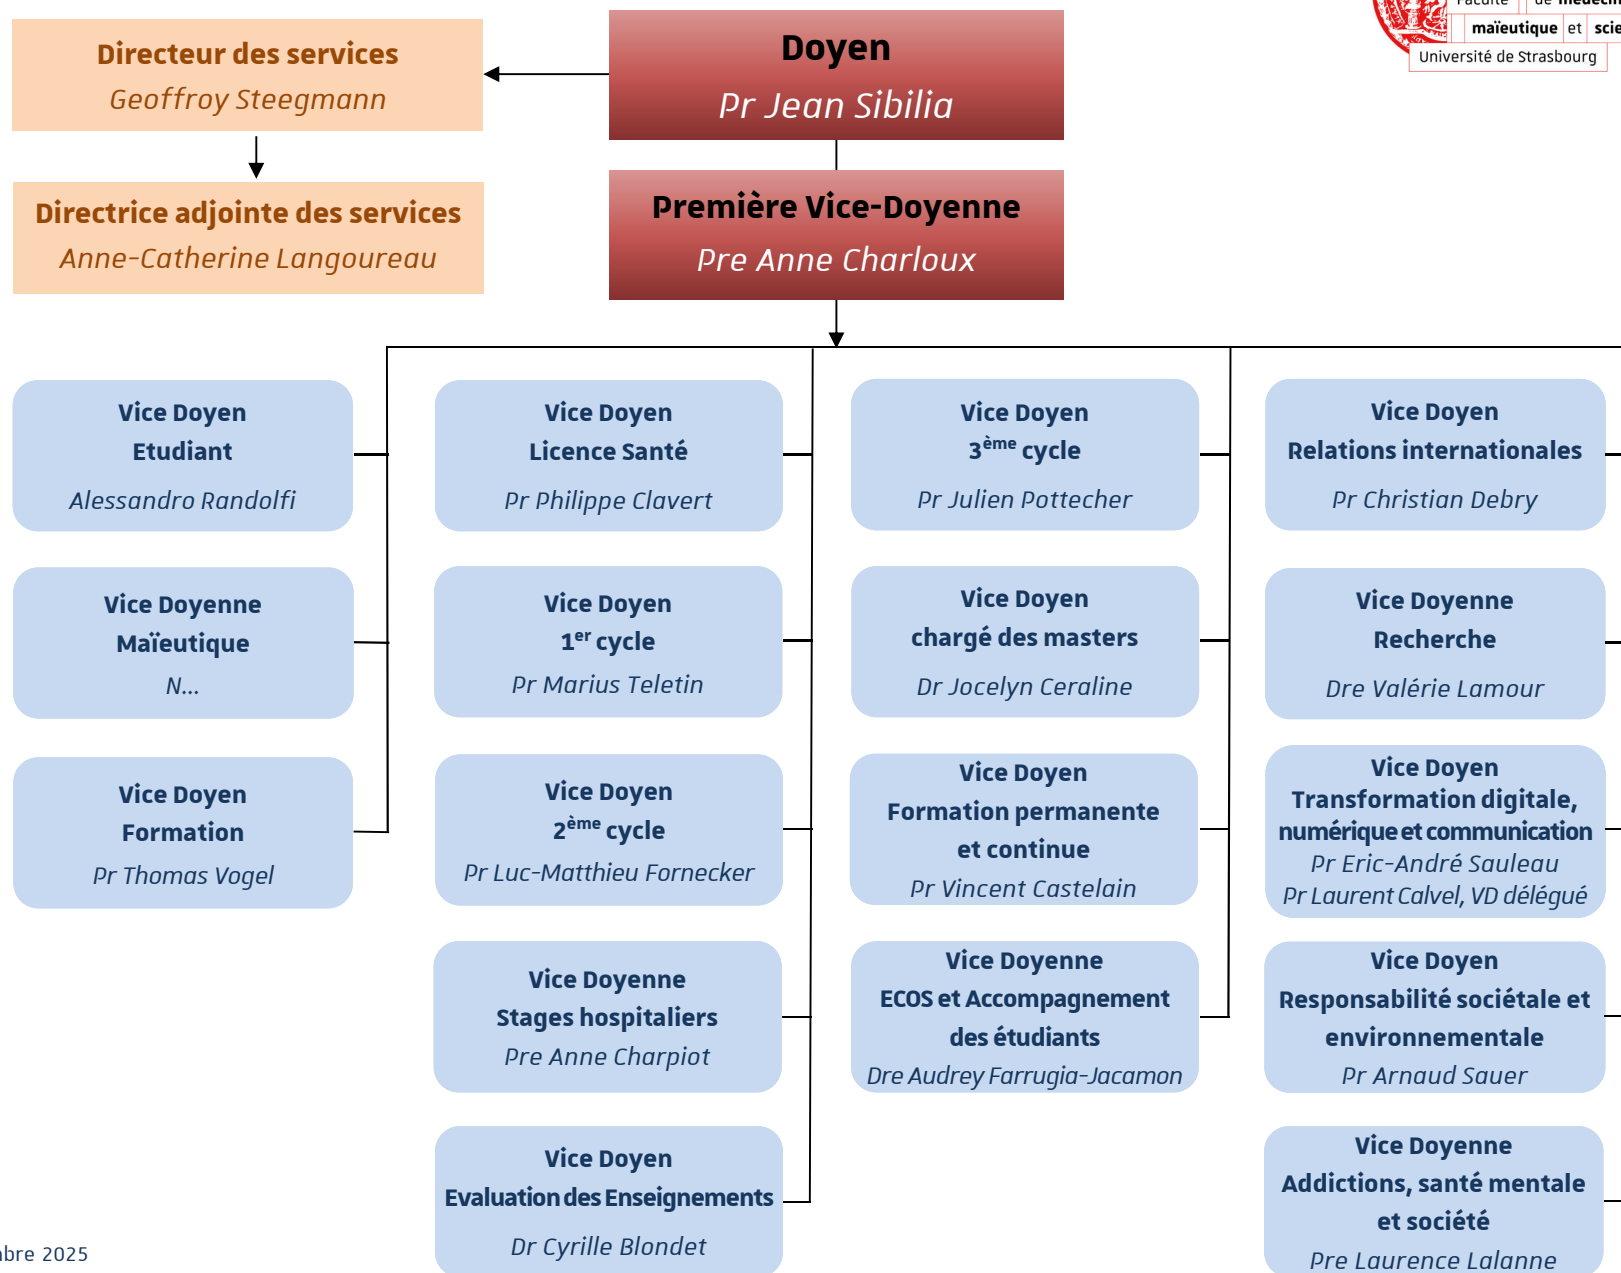 Directeur des services
Geoffroy Steegmann
Doyen
Pr Jean Sibilia
Faculté de médecin
maïeutique et scie
Université de Strasbourg
Directrice adjointe des services
Anne-Catherine Langoureau
Première Vice-Doyenne
Pre Anne Charloux
Vice Doyen
Etudiant
Alessandro Randolfi
Vice Doyenne
Maïeutique
N...
Vice Doyen
Formation
Pr Thomas Vogel
Vice Doyen
Licence Santé
Pr Philippe Clavert
Vice Doyen
1er cycle
Pr Marius Teletin
Vice Doyen
2ème cycle
Pr Luc-Matthieu Fornecker
Vice Doyenne
Stages hospitaliers
Pre Anne Charpiot
Vice Doyen
Evaluation des Enseignements
Dr Cyrille Blondet
Vice Doyen
3ème cycle
Pr Julien Pottecher
Vice Doyen
chargé des masters
Dr Jocelyn Ceraline
Vice Doyen
Formation permanente
et continue
Pr Vincent Castelain
Vice Doyenne
ECOS et Accompagnement
des étudiants
Dre Audrey Farrugia-Jacamon
Vice Doyen
Relations internationales
Pr Christian Debry
Vice Doyenne
Recherche
Dre Valérie Lamour
Vice Doyen
Transformation digitale,
numérique et communication
Pr Eric-André Sauleau
Pr Laurent Calvel, VD délégué
Vice Doyen
Responsabilité sociétale et
environnementale
Pr Arnaud Sauer
Vice Doyenne
Addictions, santé mentale
et société
Pre Laurence Lalanne
mbre 2025